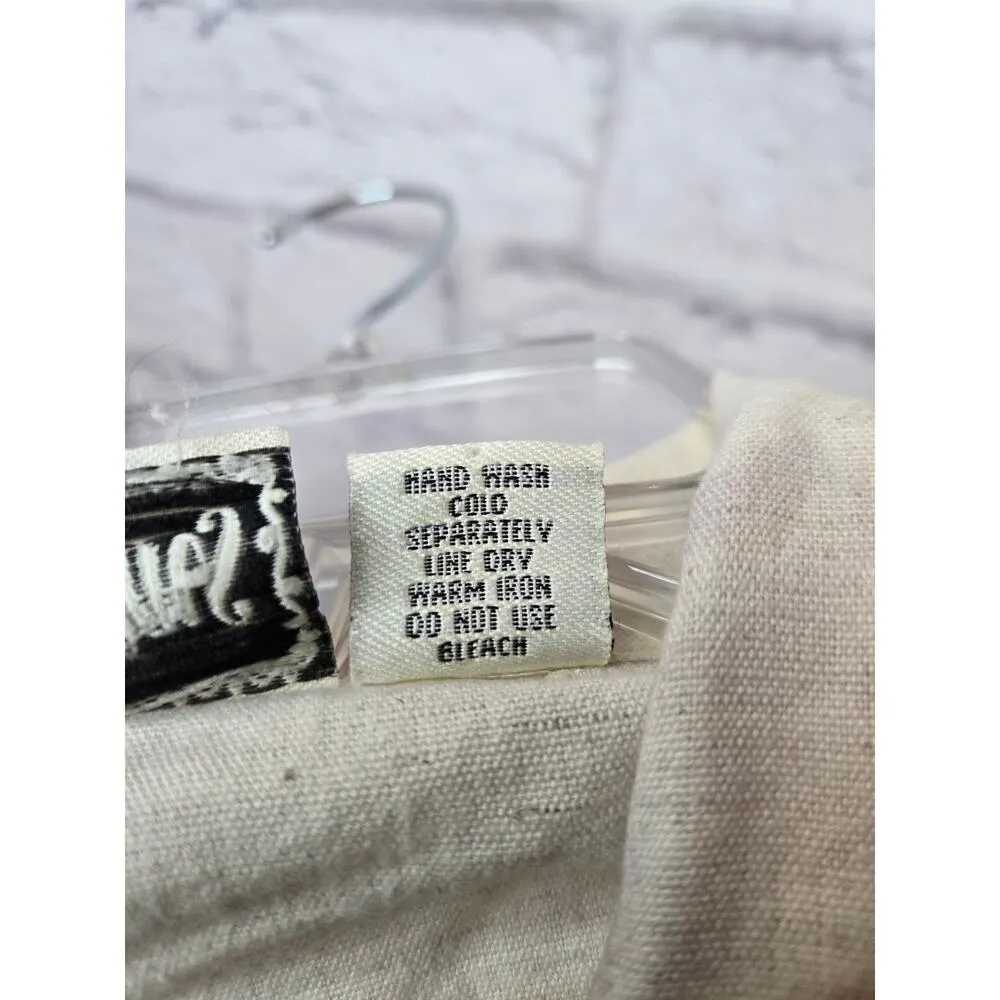 HAND WASH
COLD
SEPARATELY
LINE DRY
WARM IRON
DO NOT USE
BLEACH